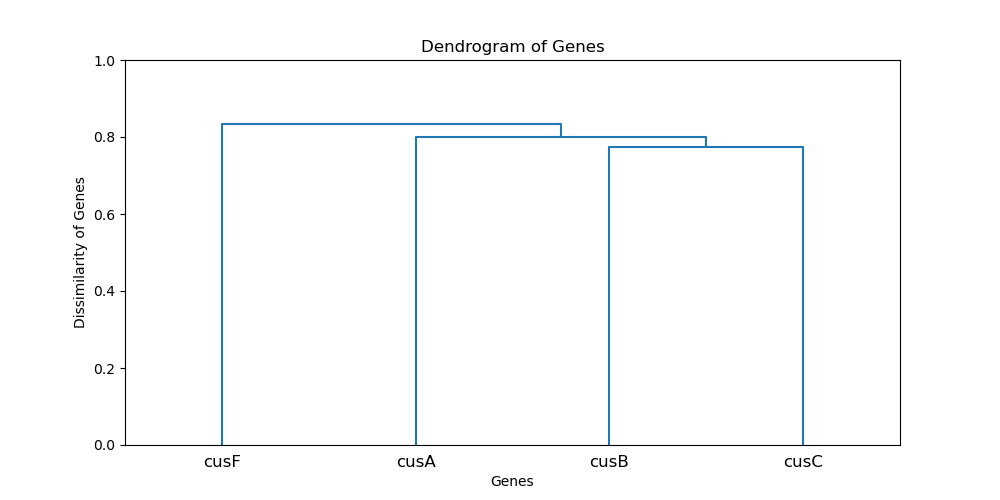 Dendrogram of Genes
1.0
0.8
0.6
0.4
0.2
0.0
Dissimilarity of Genes
cusF cusA cusB cusC
Genes